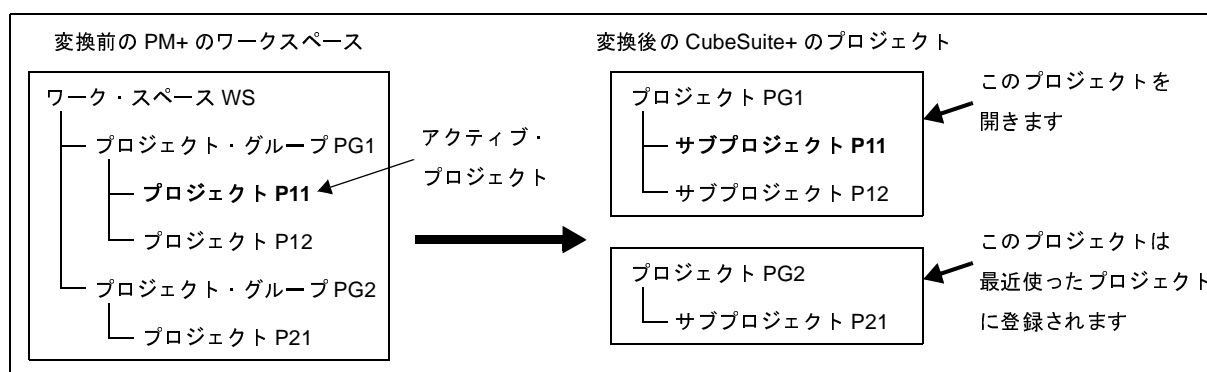 変換前の PM+ のワークスペース
ワーク・スペース WS
プロジェクト・グループ PG1
プロジェクト P11
プロジェクト P12
プロジェクト・グループ PG2
プロジェクト P21
アクティブ・
プロジェクト
変換後の CubeSuite+ のプロジェクト
プロジェクト PG1
サブプロジェクト P11
サブプロジェクト P12
このプロジェクトを
開きます
プロジェクト PG2
サブプロジェクト P21
このプロジェクトは
最近使ったプロジェクト
に登録されます